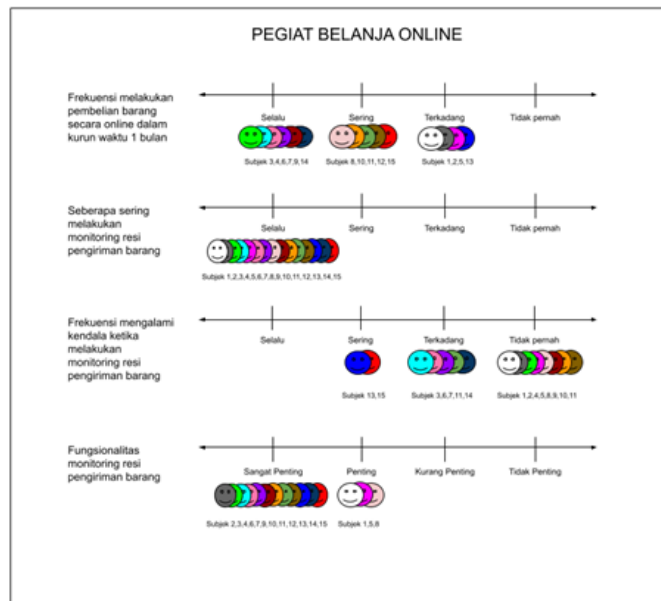 PEGIAT BELANJA ONLINE
Frekuensi melakukan
pembelian barang
secara online dalam
kurun waktu 1 bulan
Selalu
Sering
Terkadang
Tidak pernah
Subjek 3,4,6,7,9,14
Subjek 8,10,11,12,15
Subjek 1,2,5,13
Seberapa sering
melakukan
monitoring resi
pengiriman barang
Selalu
Sering
Terkadang
Tidak pernah
Subjek 1,2,3,4,5,6,7,8,9,10,11,12,13,14,15
Frekuensi mengalami
kendala ketika
melakukan
monitoring resi
pengiriman barang
Selalu
Sering
Terkadang
Tidak pernah
Subjek 13,15
Subjek 3,6,7,11,14
Subjek 1,2,4,5,8,9,10,11
Fungsionalitas
monitoring resi
pengiriman barang
Sangat Penting
Penting
Kurang Penting
Tidak Penting
Subjek 2,3,4,6,7,9,10,11,12,13,14,15
Subjek 1,5,8